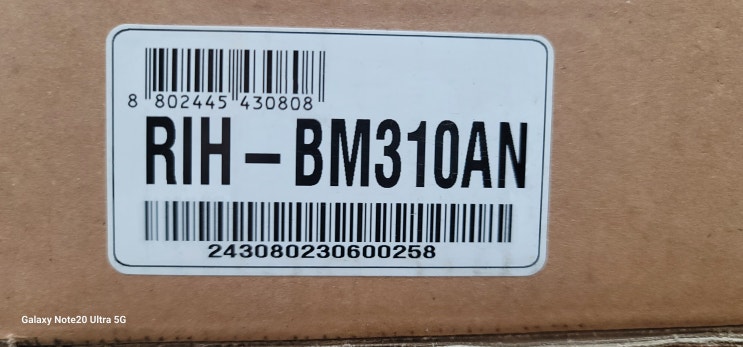 8 802445 430808
RIH-BM310AN
243080230600258
Galaxy Note20 Ultra 5G